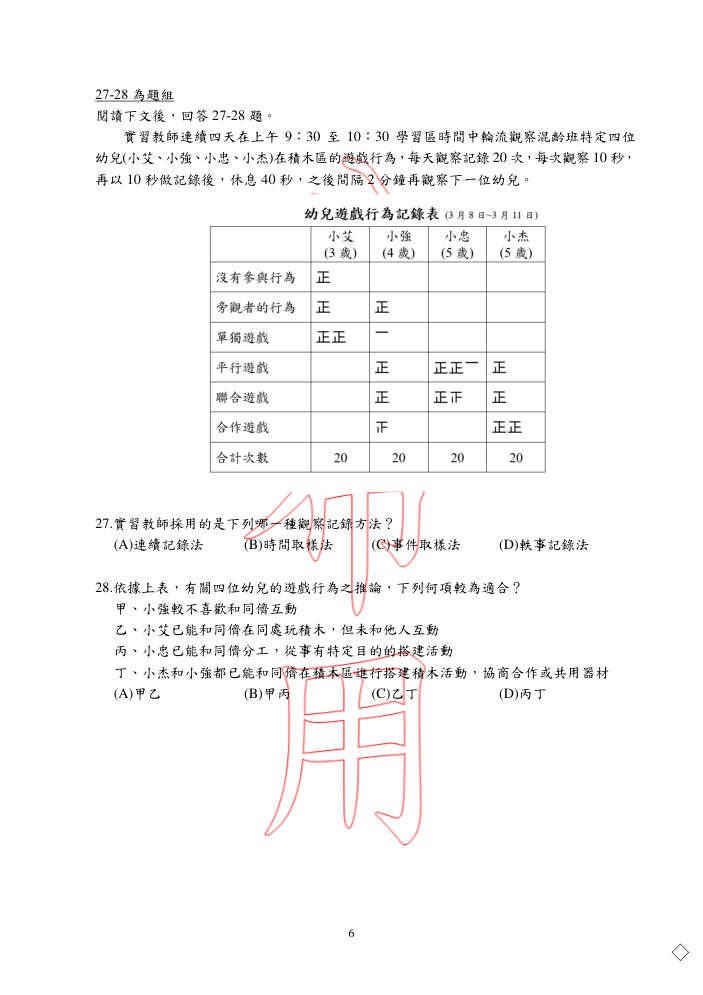 27-28 為題組
閱讀下文後，回答 27-28 題。
實習教師連續四天在上午 9：30 至 10：30 學習區時間中輪流觀察混齡班特定四位
幼兒(小艾、小強、小忠、小杰)在積木區的遊戲行為，每天觀察記錄 20 次，每次觀察 10 秒，
再以 10 秒做記錄後，休息 40 秒，之後間隔 2 分鐘再觀察下一位幼兒。
幼兒遊戲行為記錄表 (3 月 8 日~3 月 11 日)
小艾 小強 小忠 小杰
(3 歲) (4 歲) (5 歲) (5 歲)
沒有參與行為 正
旁觀者的行為 正 正
單獨遊戲 正正 一
平行遊戲 正 正正一 正
聯合遊戲 正 正𤴓 正
合作遊戲 𤴓 正正
合計次數 20 20 20 20
27.實習教師採用的是下列哪一種觀察記錄方法？
(A)連續記錄法 (B)時間取樣法 (C)事件取樣法 (D)軼事記錄法
28.依據上表，有關四位幼兒的遊戲行為之推論，下列何項較為適合？
甲、小強較不喜歡和同儕互動
乙、小艾已能和同儕在同處玩積木，但未和他人互動
丙、小忠已能和同儕分工，從事有特定目的的搭建活動
丁、小杰和小強都已能和同儕在積木區進行搭建積木活動，協商合作或共用器材
(A)甲乙 (B)甲丙 (C)乙丁 (D)丙丁
用
6